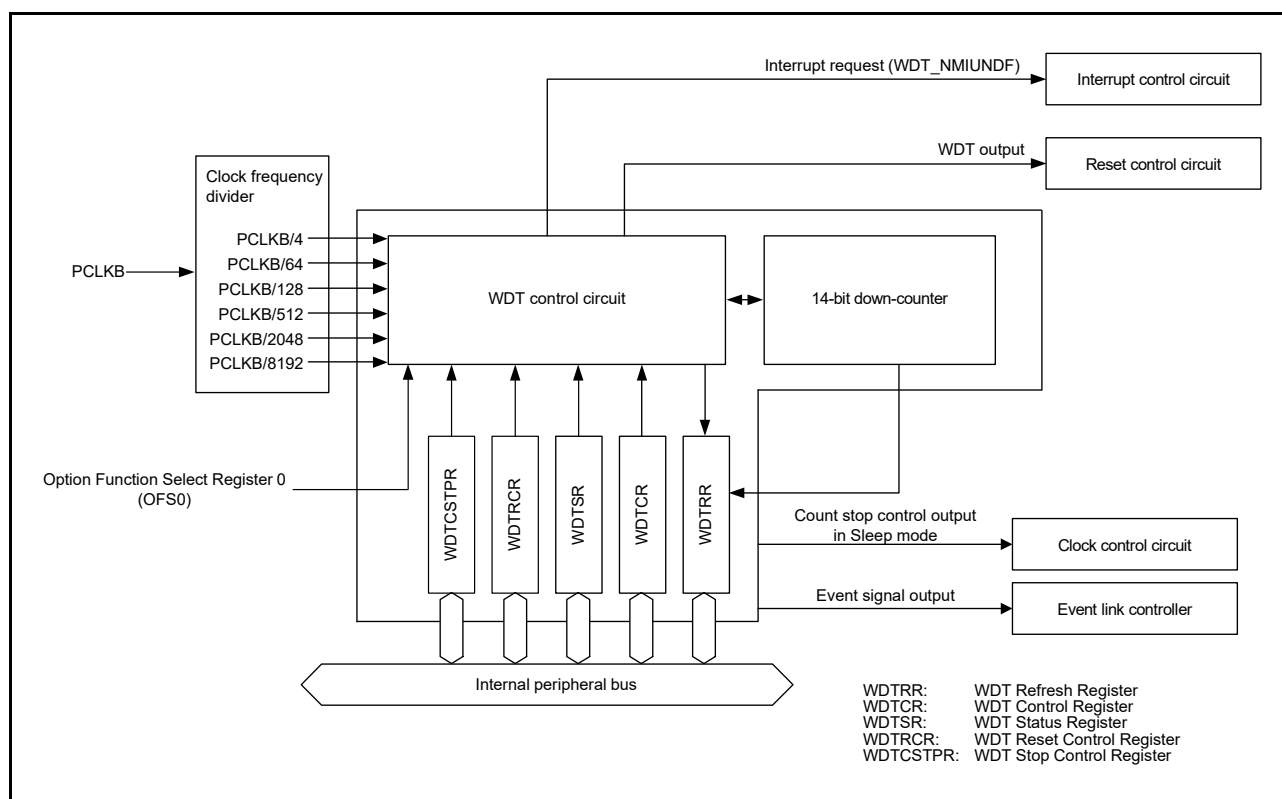 Interrupt request (WDT_NMIUNDF)
Interrupt control circuit
WDT output
Reset control circuit
Clock frequency
divider
PCLKB/4
PCLKB/64
PCLKB/128
PCLKB/512
PCLKB/2048
PCLKB/8192
PCLKB
WDT control circuit
14-bit down-counter
Option Function Select Register 0
(OFS0)
WDTCSTPR
WDTRCR
WDTSR
WDTCR
WDTRR
Count stop control output
in Sleep mode
Clock control circuit
Event signal output
Event link controller
Internal peripheral bus
WDTRR: WDT Refresh Register
WDTCR: WDT Control Register
WDTSR: WDT Status Register
WDTRCR: WDT Reset Control Register
WDTCSTPR: WDT Stop Control Register